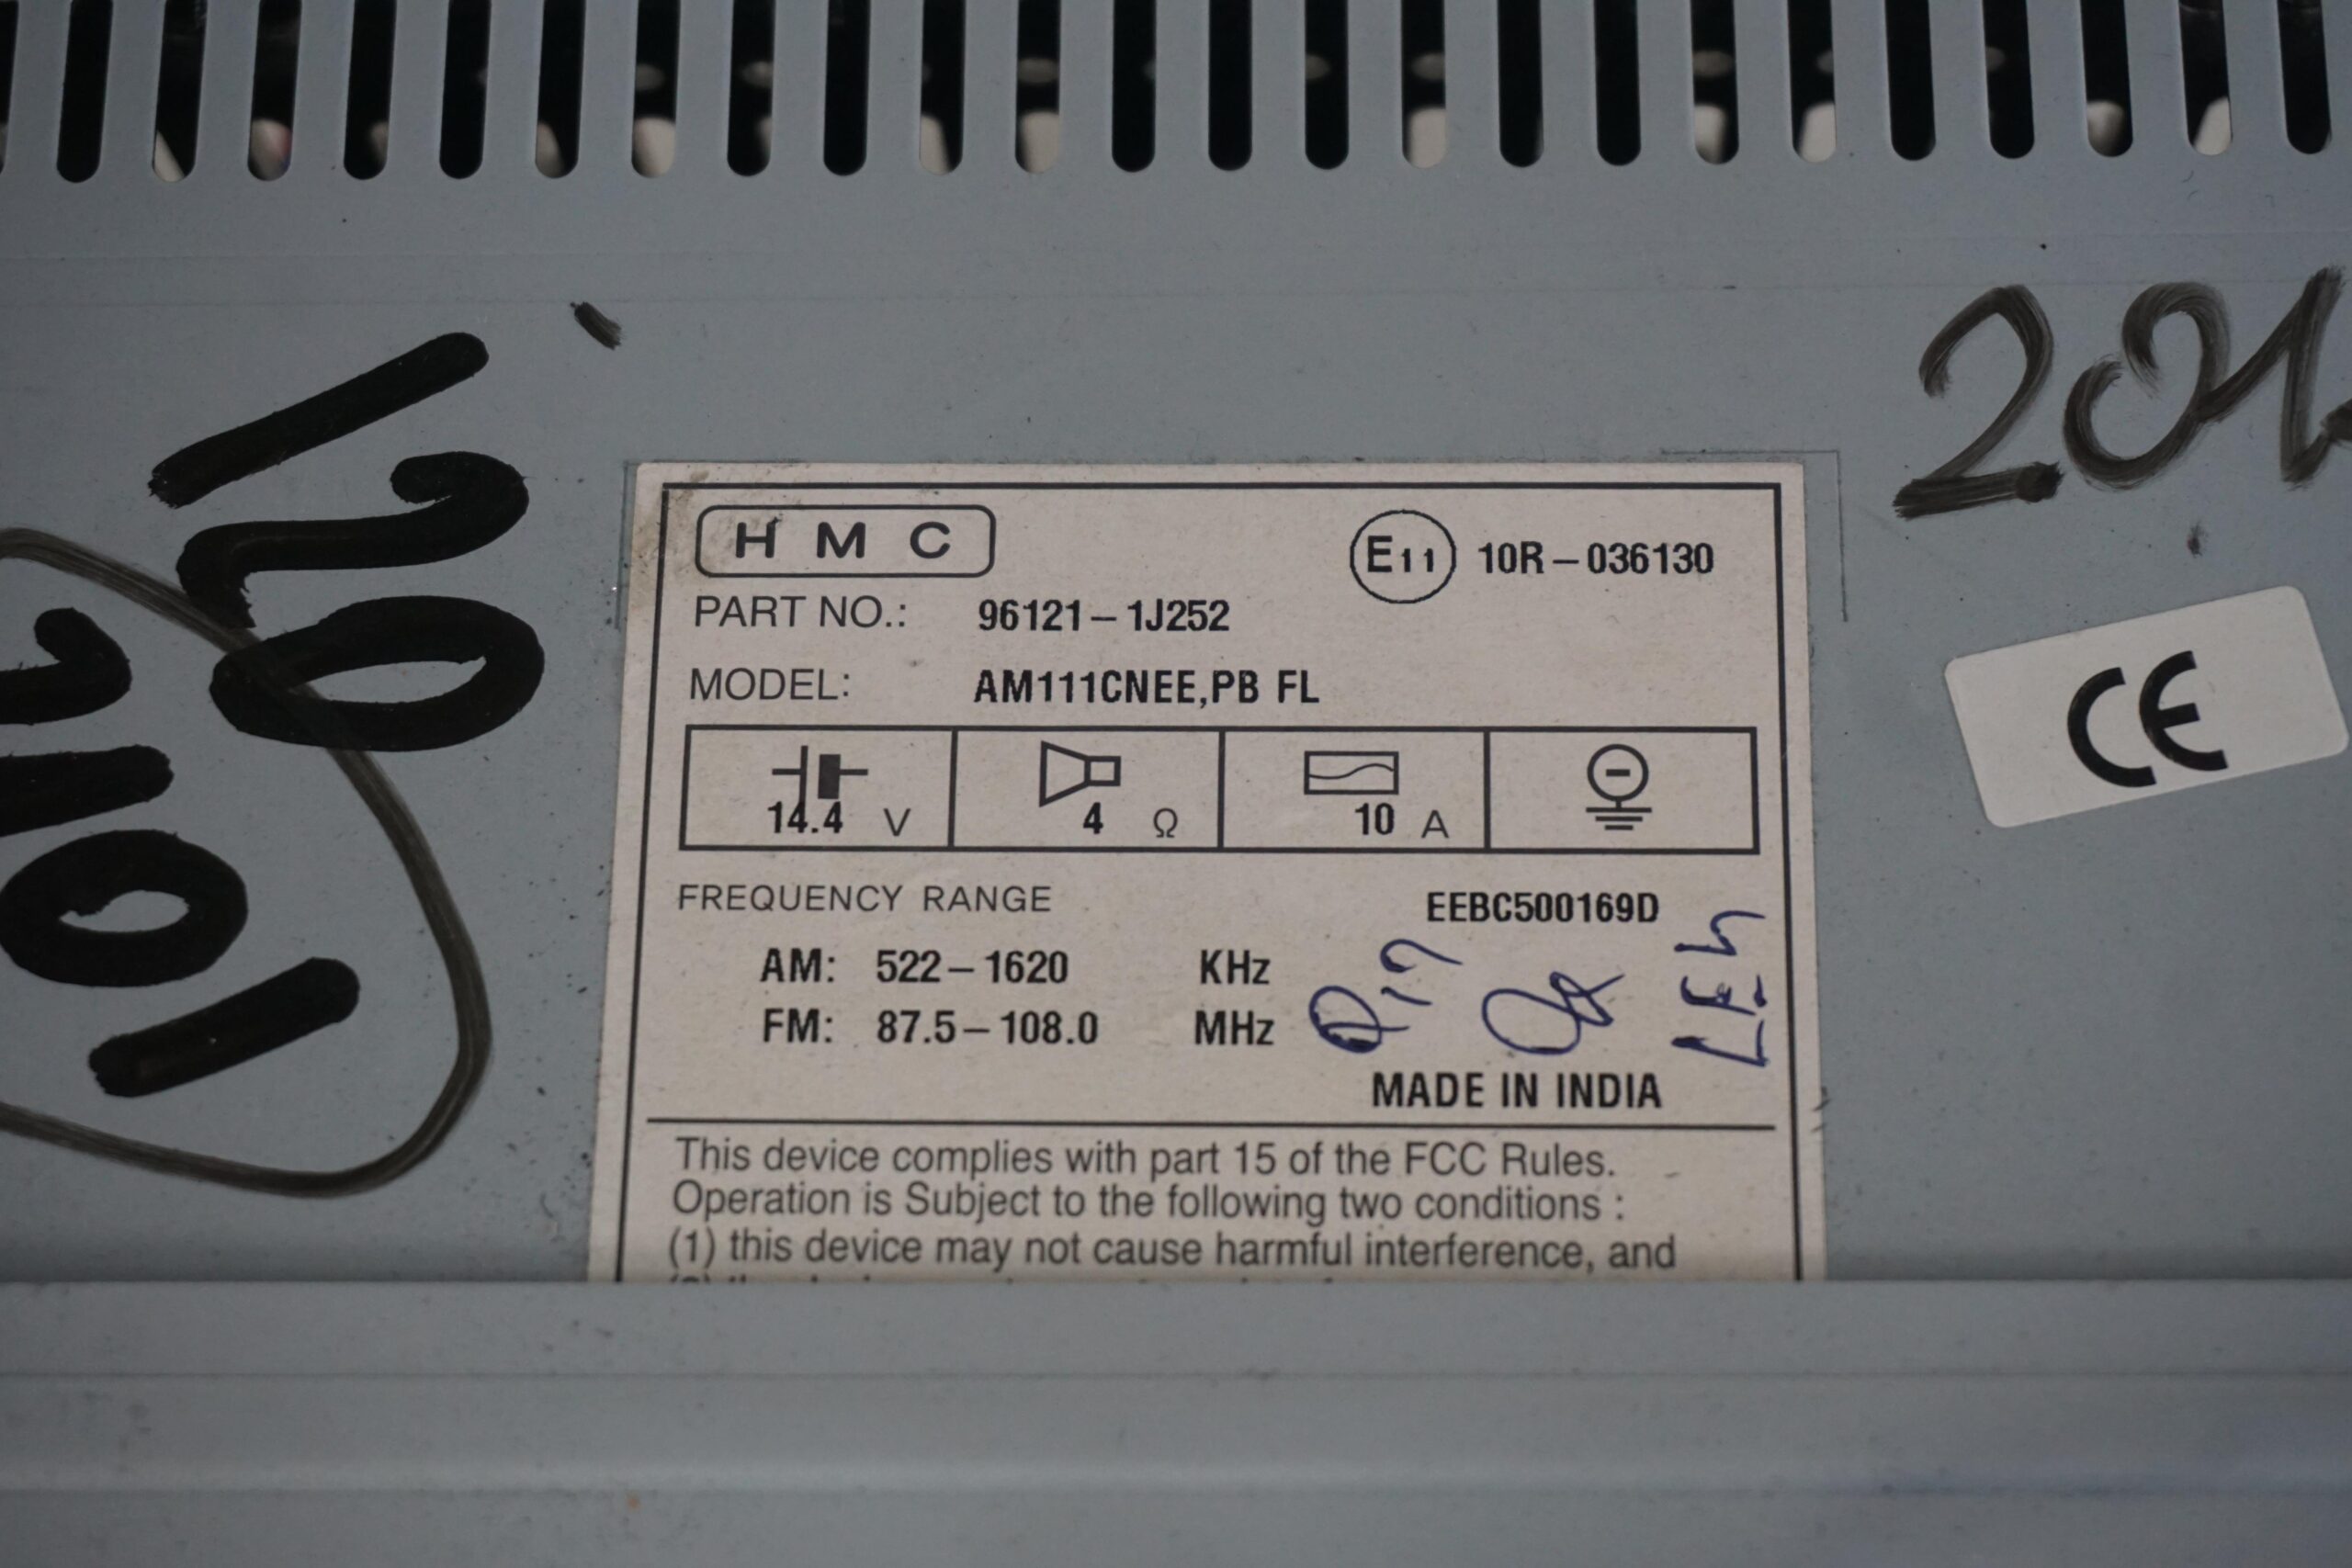 201
120
HMC
E11 10R-036130
PART NO.: 96121-1J252
MODEL: AM111CNEE,PB FL
CE
14.4 V 4 Ω 10 A
FREQUENCY RANGE EEBC500169D
AM: 522-1620 KHz
FM: 87.5-108.0 MHz
MADE IN INDIA
This device complies with part 15 of the FCC Rules.
Operation is Subject to the following two conditions :
(1) this device may not cause harmful interference, and